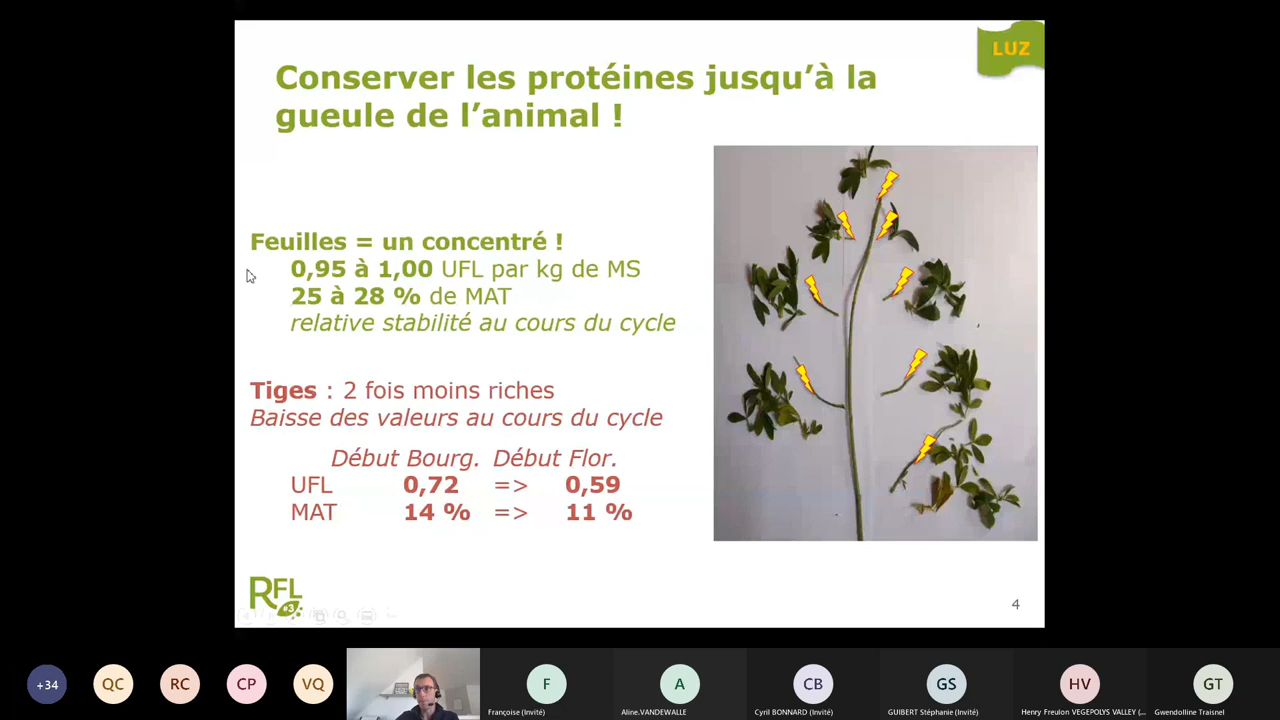 LUZ
Conserver les protéines jusqu’à la
gueule de l’animal !
Feuilles = un concentré !
0,95 à 1,00 UFL par kg de MS
25 à 28 % de MAT
relative stabilité au cours du cycle
Tiges : 2 fois moins riches
Baisse des valeurs au cours du cycle
Début Bourg. Début Flor.
UFL 0,72 => 0,59
MAT 14 % => 11 %
RFL
#3
4
+34
QC
RC
CP
VQ
F
A
CB
GS
HV
GT
Françoise (Invité)
Aline.VANDEWALLE
Cyril BONNARD (Invité)
GUIBERT Stéphanie (Invité)
Henry Freulon VEGEPOLYS VALLEY (...
Gwendolline Traisnel